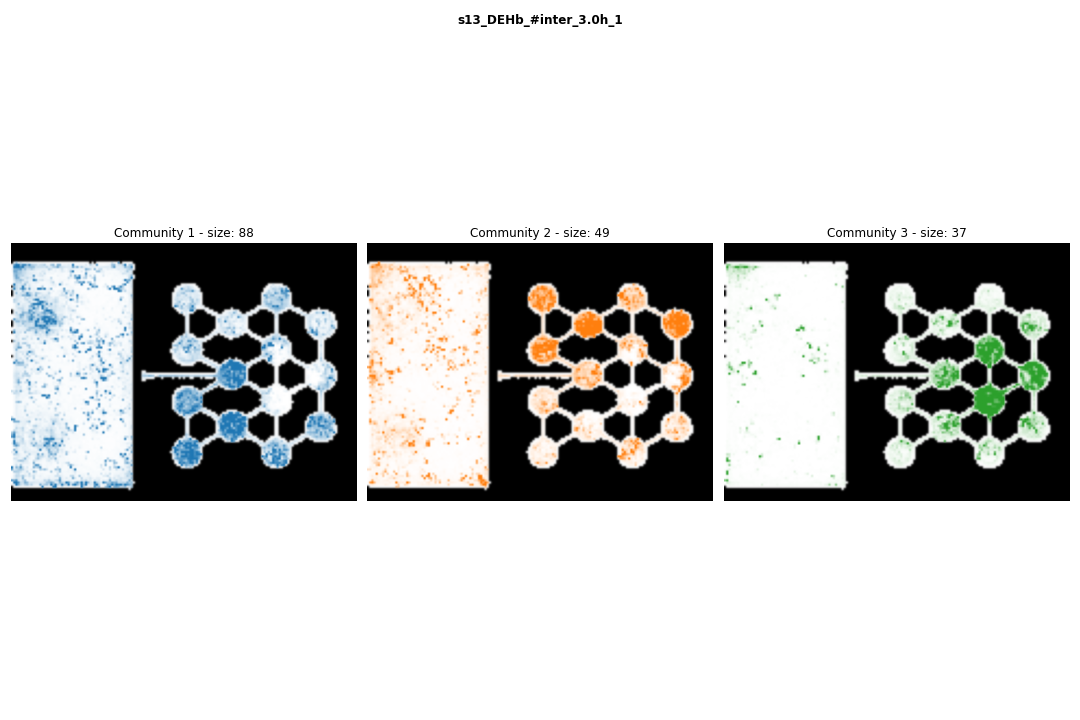 s13_DEHb_#inter_3.0h_1
Community 1 - size: 88
Community 2 - size: 49
Community 3 - size: 37